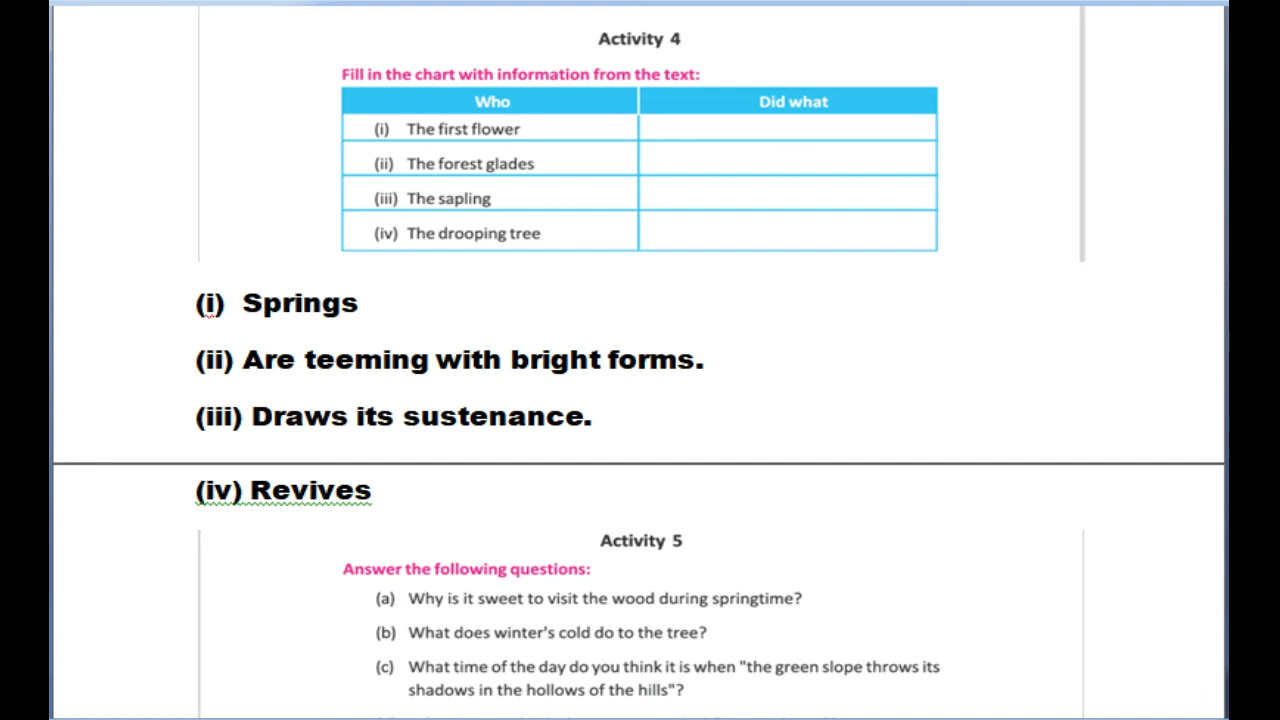 Activity 4
Fill in the chart with information from the text:
Who Did what
(i) The first flower
(ii) The forest glades
(iii) The sapling
(iv) The drooping tree
(i) Springs
(ii) Are teeming with bright forms.
(iii) Draws its sustenance.
(iv) Revives
Activity 5
Answer the following questions:
(a) Why is it sweet to visit the wood during springtime?
(b) What does winter's cold do to the tree?
(c) What time of the day do you think it is when "the green slope throws its
shadows in the hollows of the hills"?